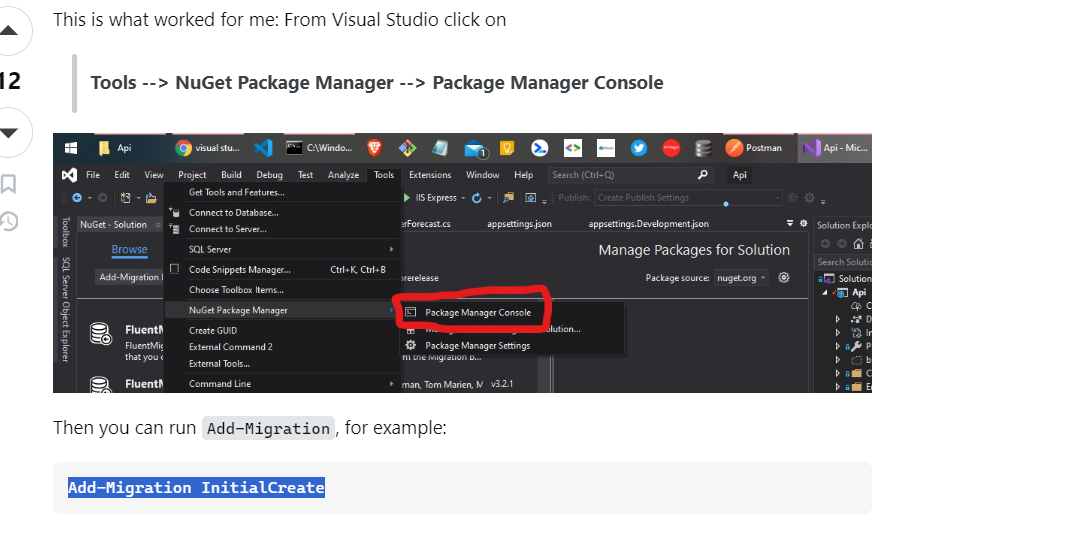 This is what worked for me: From Visual Studio click on
12
Tools --> NuGet Package Manager --> Package Manager Console
Api
visual stu...
C:\Windo...
1
Postman
Api - Mic...
File Edit View Project Build Debug Test Analyze Tools Extensions Window Help Search (Ctrl+Q) Api
Get Tools and Features...
IIS Express
Publish: Create Publish Settings
Connect to Database...
Toolbox
SQL Server Object Explorer
NuGet - Solution
erForecast.cs appsettings.json appsettings.Development.json
Solution Explo
Connect to Server...
Browse
SQL Server
Manage Packages for Solution
Search Soluti
Add-Migration
Code Snippets Manager... Ctrl+K, Ctrl+B
prerelease
Package source: nuget.org
Solution
Choose Toolbox Items...
Api
NuGet Package Manager
Package Manager Console
FluentM
Create GUID
olution...
FluentMig
External Command 2
Package Manager Settings
that you c
External Tools...
m the Migration b...
FluentM
Command Line
man, Tom Marien, M v3.2.1
Then you can run Add-Migration, for example:
Add-Migration InitialCreate